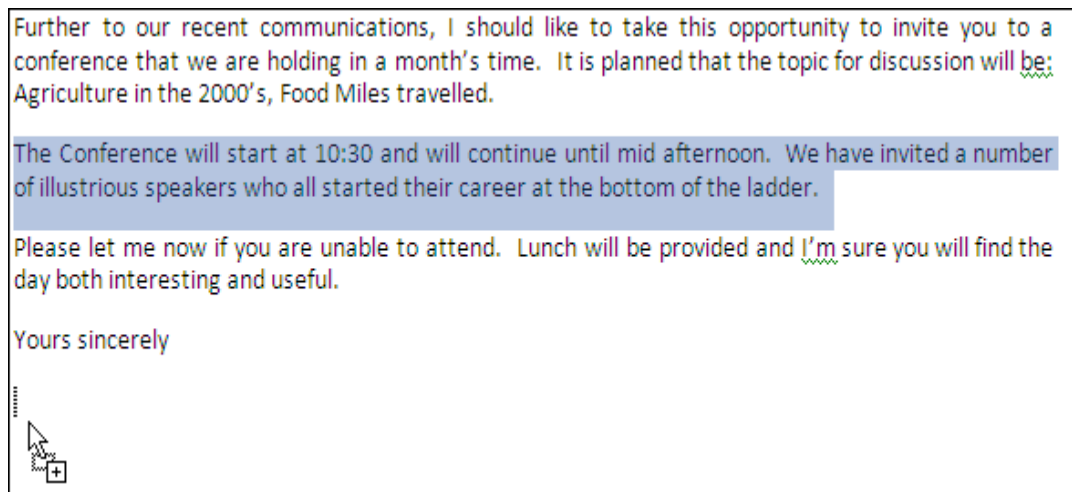 Further to our recent communications, I should like to take this opportunity to invite you to a
conference that we are holding in a month's time.  It is planned that the topic for discussion will be:
Agriculture in the 2000's, Food Miles travelled.
The Conference will start at 10:30 and will continue until mid afternoon.  We have invited a number
of illustrious speakers who all started their career at the bottom of the ladder.
Please let me now if you are unable to attend.  Lunch will be provided and I'm sure you will find the
day both interesting and useful.
Yours sincerely